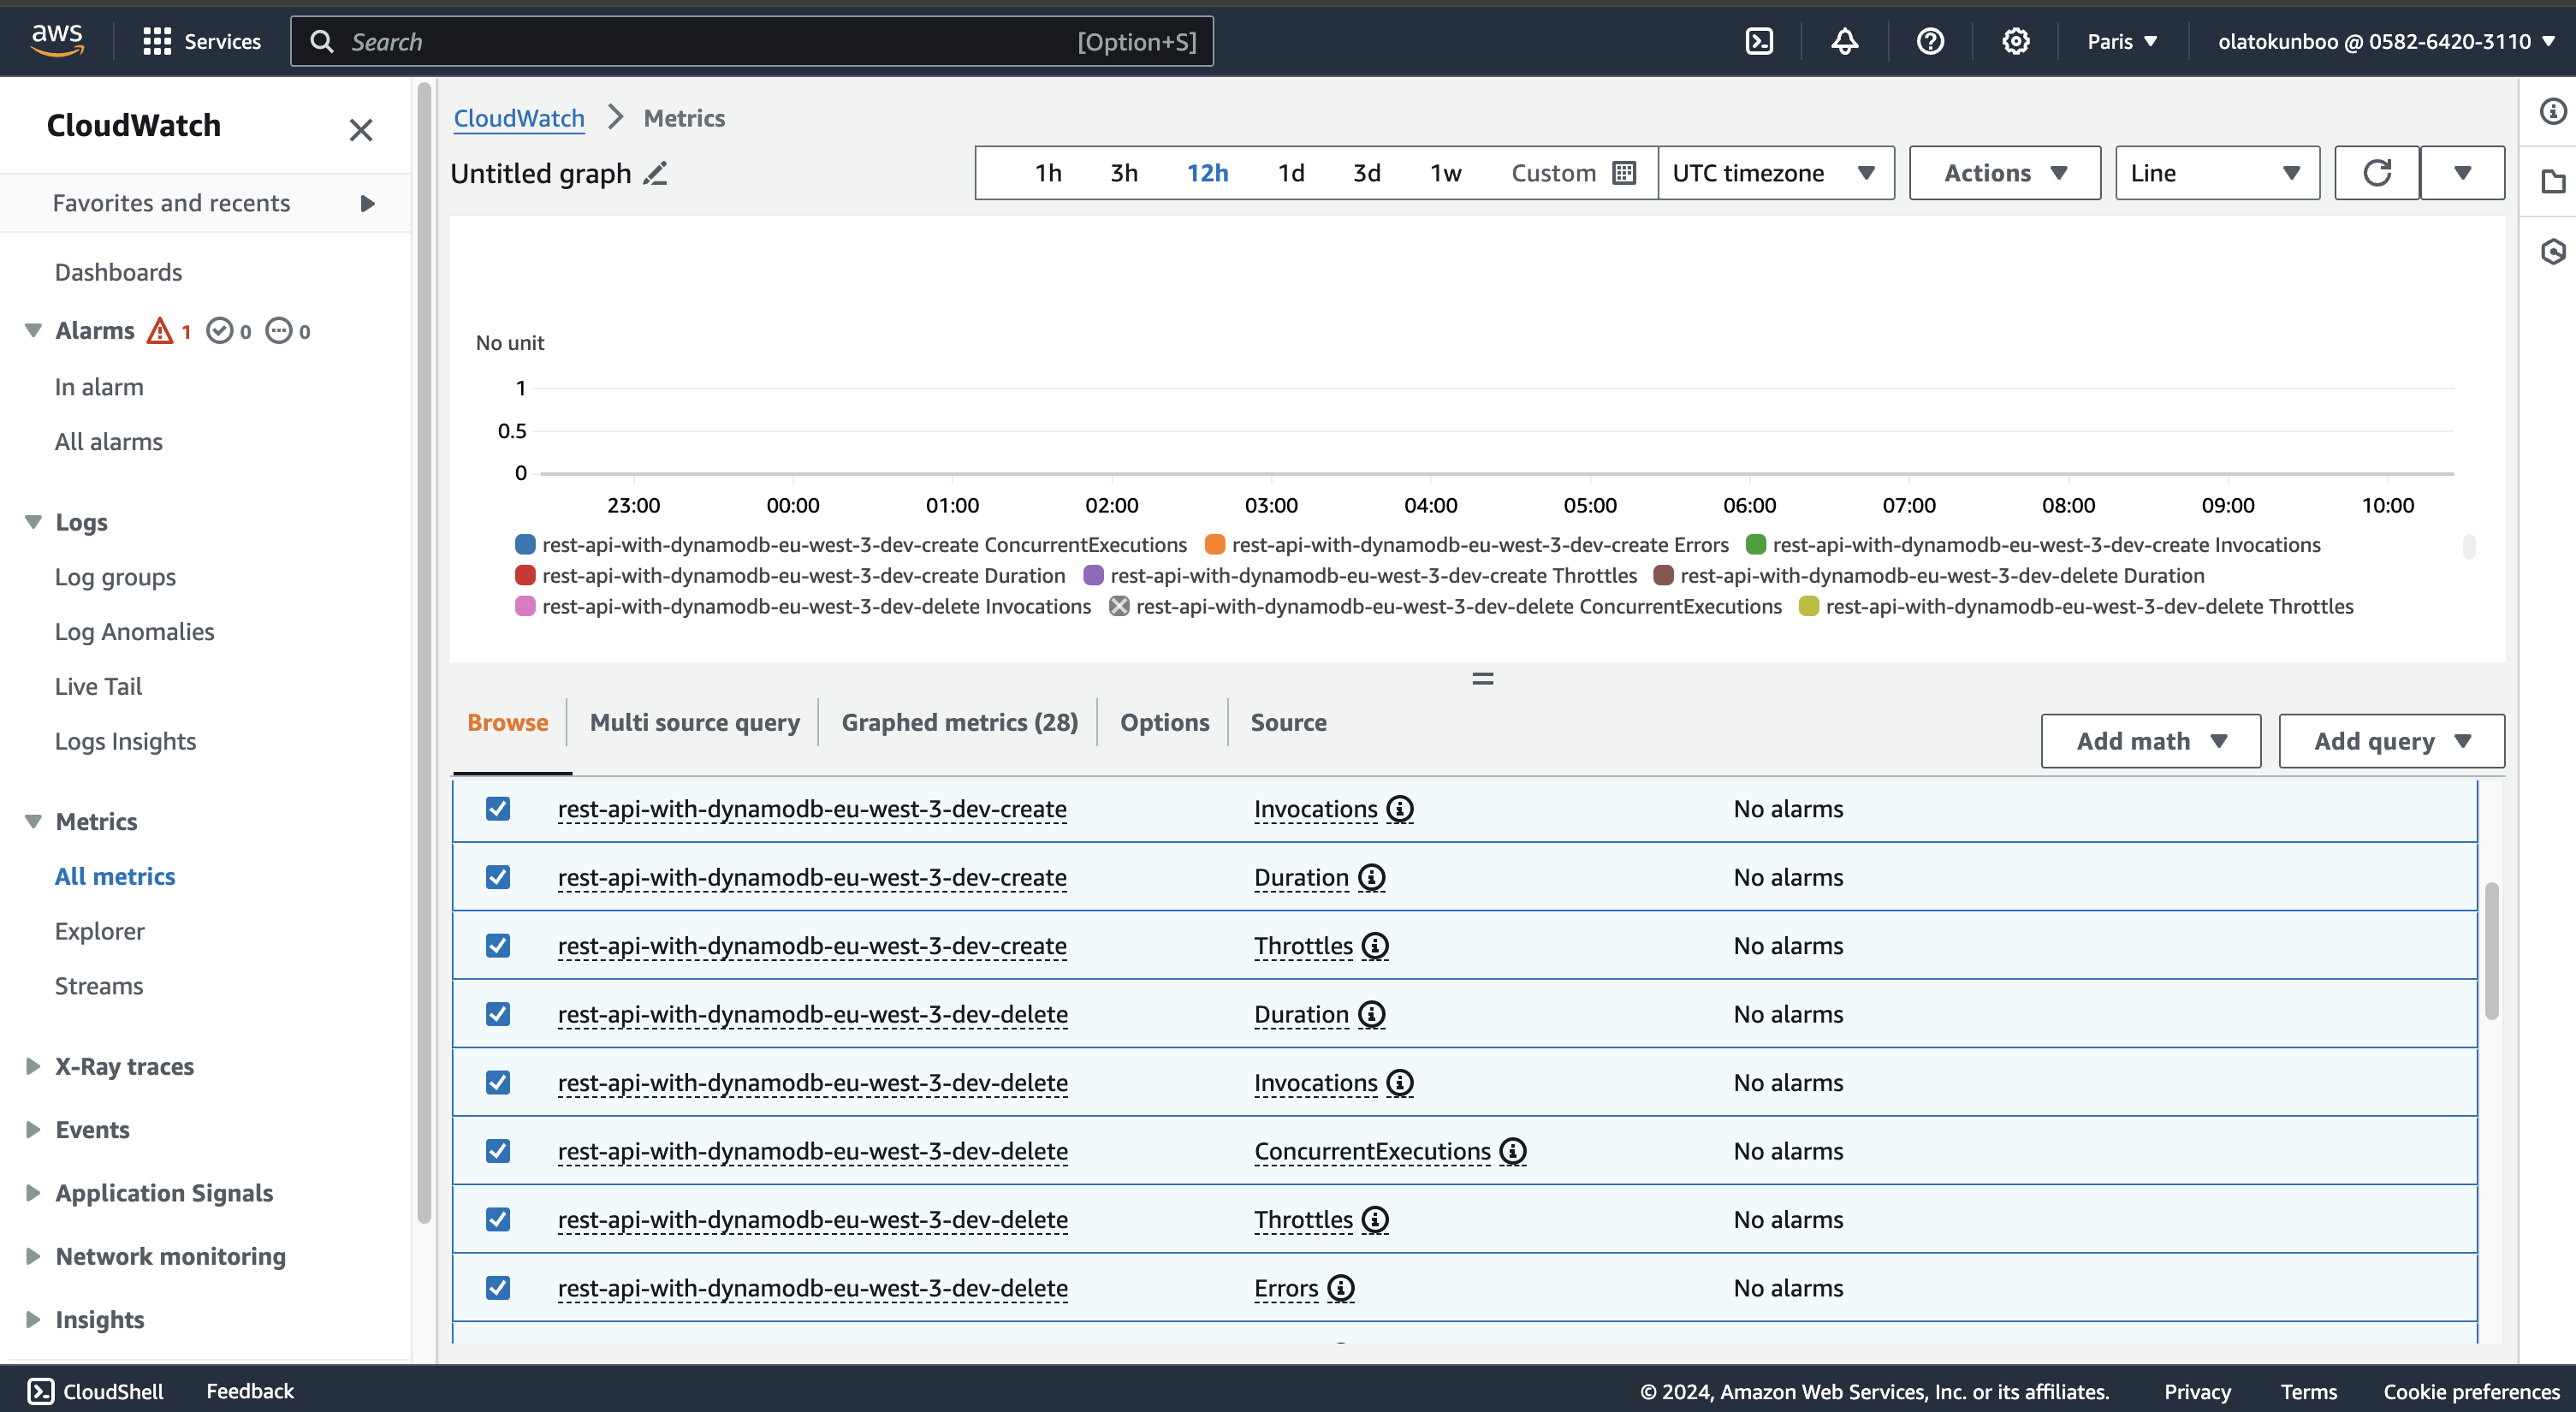 aws
Services
Search
[Option+S]
Paris
olatokunboo @ 0582-6420-3110
CloudWatch
Favorites and recents
Dashboards
Alarms 1 0 0
In alarm
All alarms
Logs
Log groups
Log Anomalies
Live Tail
Logs Insights
Metrics
All metrics
Explorer
Streams
X-Ray traces
Events
Application Signals
Network monitoring
Insights
CloudWatch > Metrics
Untitled graph
1h 3h 12h 1d 3d 1w Custom UTC timezone Actions Line
No unit
1
0.5
0
23:00 00:00 01:00 02:00 03:00 04:00 05:00 06:00 07:00 08:00 09:00 10:00
rest-api-with-dynamodb-eu-west-3-dev-create ConcurrentExecutions rest-api-with-dynamodb-eu-west-3-dev-create Errors rest-api-with-dynamodb-eu-west-3-dev-create Invocations
rest-api-with-dynamodb-eu-west-3-dev-create Duration rest-api-with-dynamodb-eu-west-3-dev-create Throttles rest-api-with-dynamodb-eu-west-3-dev-delete Duration
rest-api-with-dynamodb-eu-west-3-dev-delete Invocations rest-api-with-dynamodb-eu-west-3-dev-delete ConcurrentExecutions rest-api-with-dynamodb-eu-west-3-dev-delete Throttles
Browse Multi source query Graphed metrics (28) Options Source
Add math Add query
rest-api-with-dynamodb-eu-west-3-dev-create Invocations No alarms
rest-api-with-dynamodb-eu-west-3-dev-create Duration No alarms
rest-api-with-dynamodb-eu-west-3-dev-create Throttles No alarms
rest-api-with-dynamodb-eu-west-3-dev-delete Duration No alarms
rest-api-with-dynamodb-eu-west-3-dev-delete Invocations No alarms
rest-api-with-dynamodb-eu-west-3-dev-delete ConcurrentExecutions No alarms
rest-api-with-dynamodb-eu-west-3-dev-delete Throttles No alarms
rest-api-with-dynamodb-eu-west-3-dev-delete Errors No alarms
CloudShell Feedback © 2024, Amazon Web Services, Inc. or its affiliates. Privacy Terms Cookie preferences